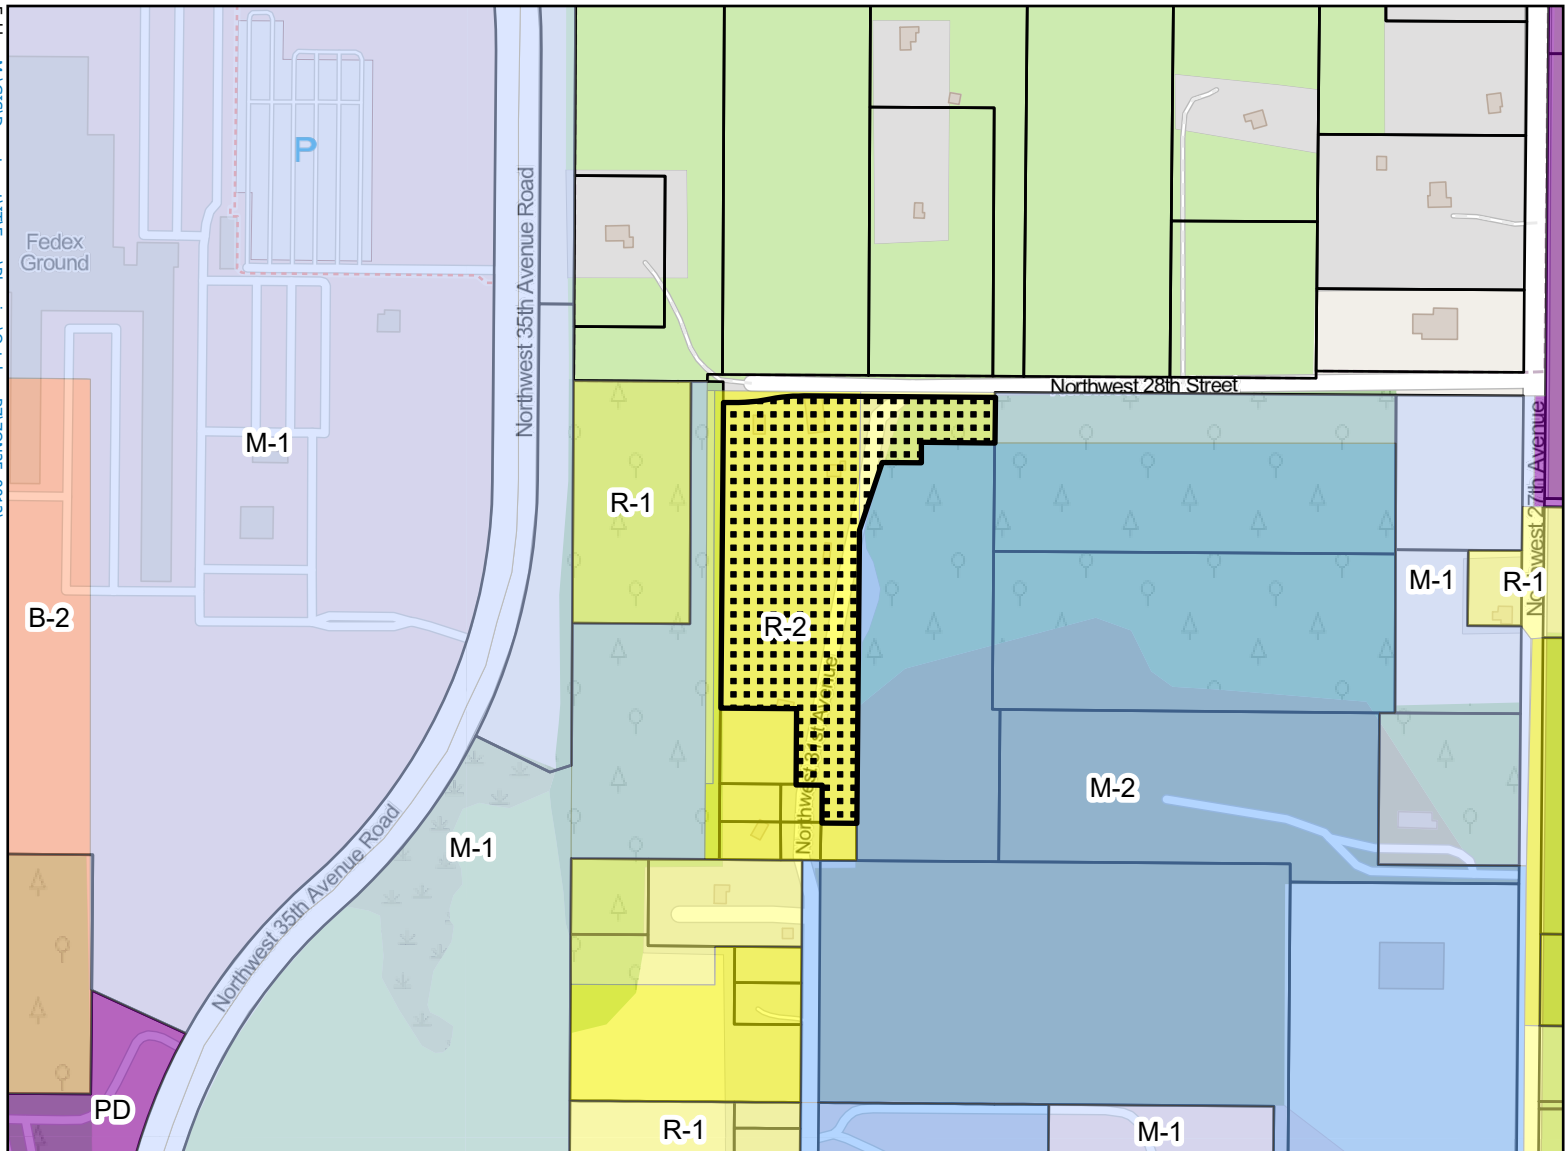 P
Fedex
Ground
Northwest 35th Avenue Road
Northwest 28th Street
M-1
R-1
Northwest 27th Avenue
M-1
R-1
B-2
R-2
Northwest 31st Avenue
M-2
M-1
Northwest 35th Avenue Road
PD
R-1
M-1